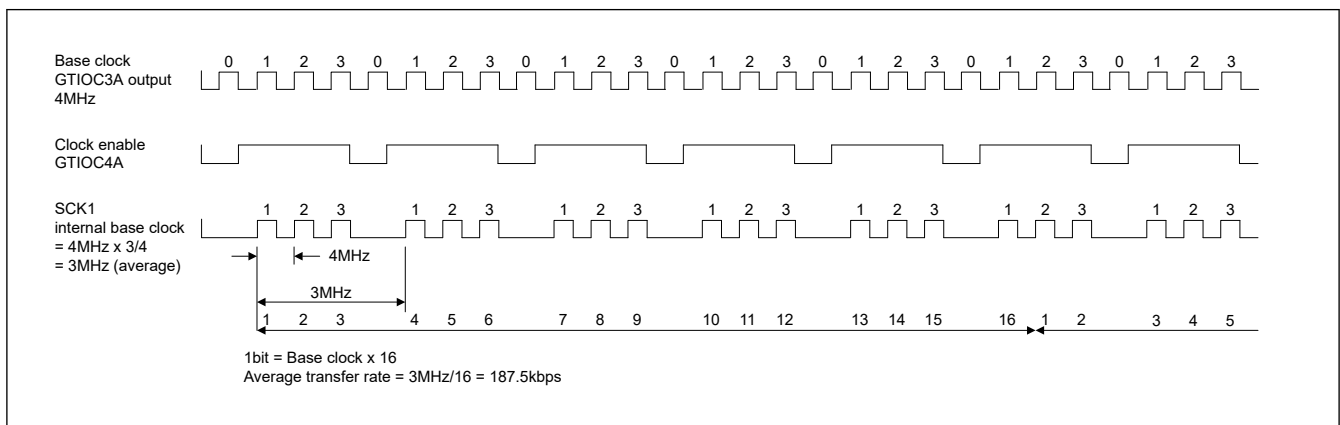 Base clock
GTIOC3A output
4MHz
0 1 2 3 0 1 2 3 0 1 2 3 0 1 2 3 0 1 2 3 0 1 2 3 0 1 2 3
Clock enable
GTIOC4A
SCK1
internal base clock
= 4MHz x 3/4
= 3MHz (average)
1 2 3 1 2 3 1 2 3 1 2 3 1 2 3 1 2 3 1 2 3
4MHz
3MHz
1 2 3 4 5 6 7 8 9 10 11 12 13 14 15 16 1 2 3 4 5
1bit = Base clock x 16
Average transfer rate = 3MHz/16 = 187.5kbps